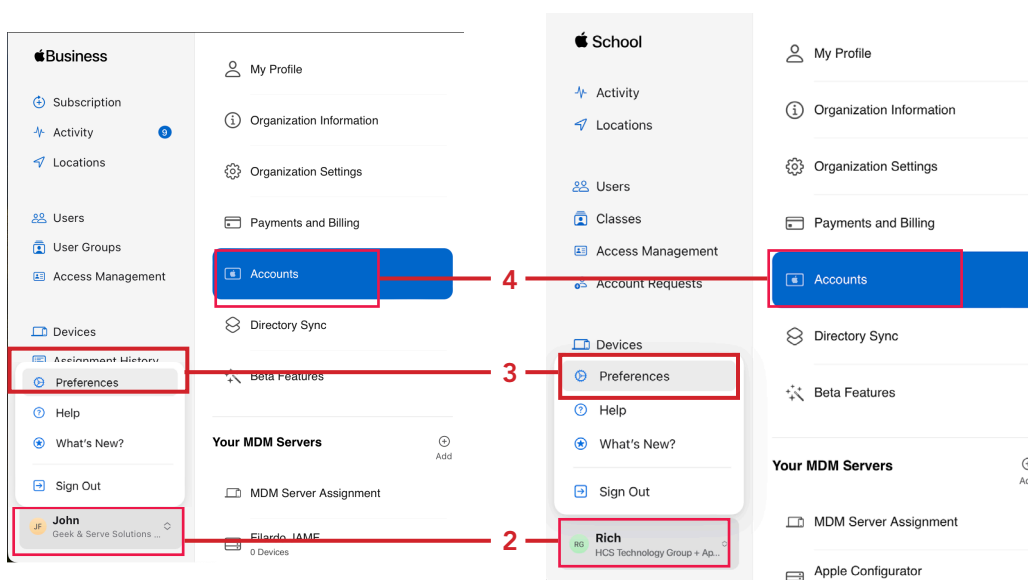 Business
Subscription
Activity
9
Locations
Users
User Groups
Access Management
Devices
Assignment History
Preferences
Help
What's New?
Sign Out
JF
John
Geek & Serve Solutions ...
My Profile
Organization Information
Organization Settings
Payments and Billing
Accounts
Directory Sync
Beta Features
Your MDM Servers
Add
MDM Server Assignment
Filardo JAMF
0 Devices
4
3
2
School
Activity
Locations
Users
Classes
Access Management
Account Requests
Devices
Preferences
Help
What's New?
Sign Out
RG
Rich
HCS Technology Group + Ap...
My Profile
Organization Information
Organization Settings
Payments and Billing
Accounts
Directory Sync
Beta Features
Your MDM Servers
MDM Server Assignment
Apple Configurator